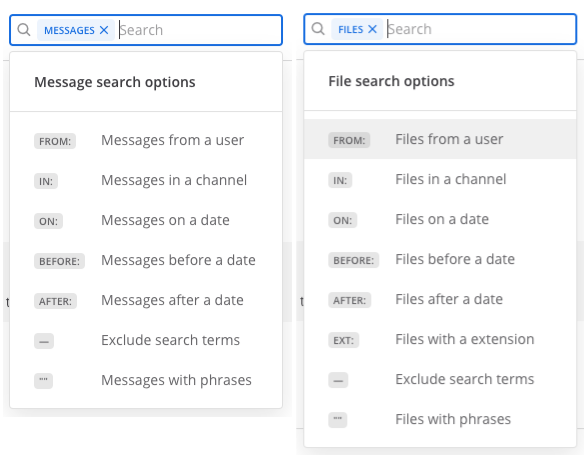 MESSAGES × Search
Message search options
FROM: Messages from a user
IN: Messages in a channel
ON: Messages on a date
BEFORE: Messages before a date
AFTER: Messages after a date
— Exclude search terms
"" Messages with phrases
t
FILES × Search
File search options
FROM: Files from a user
IN: Files in a channel
ON: Files on a date
BEFORE: Files before a date
AFTER: Files after a date
EXT: Files with a extension
— Exclude search terms
"" Files with phrases
t